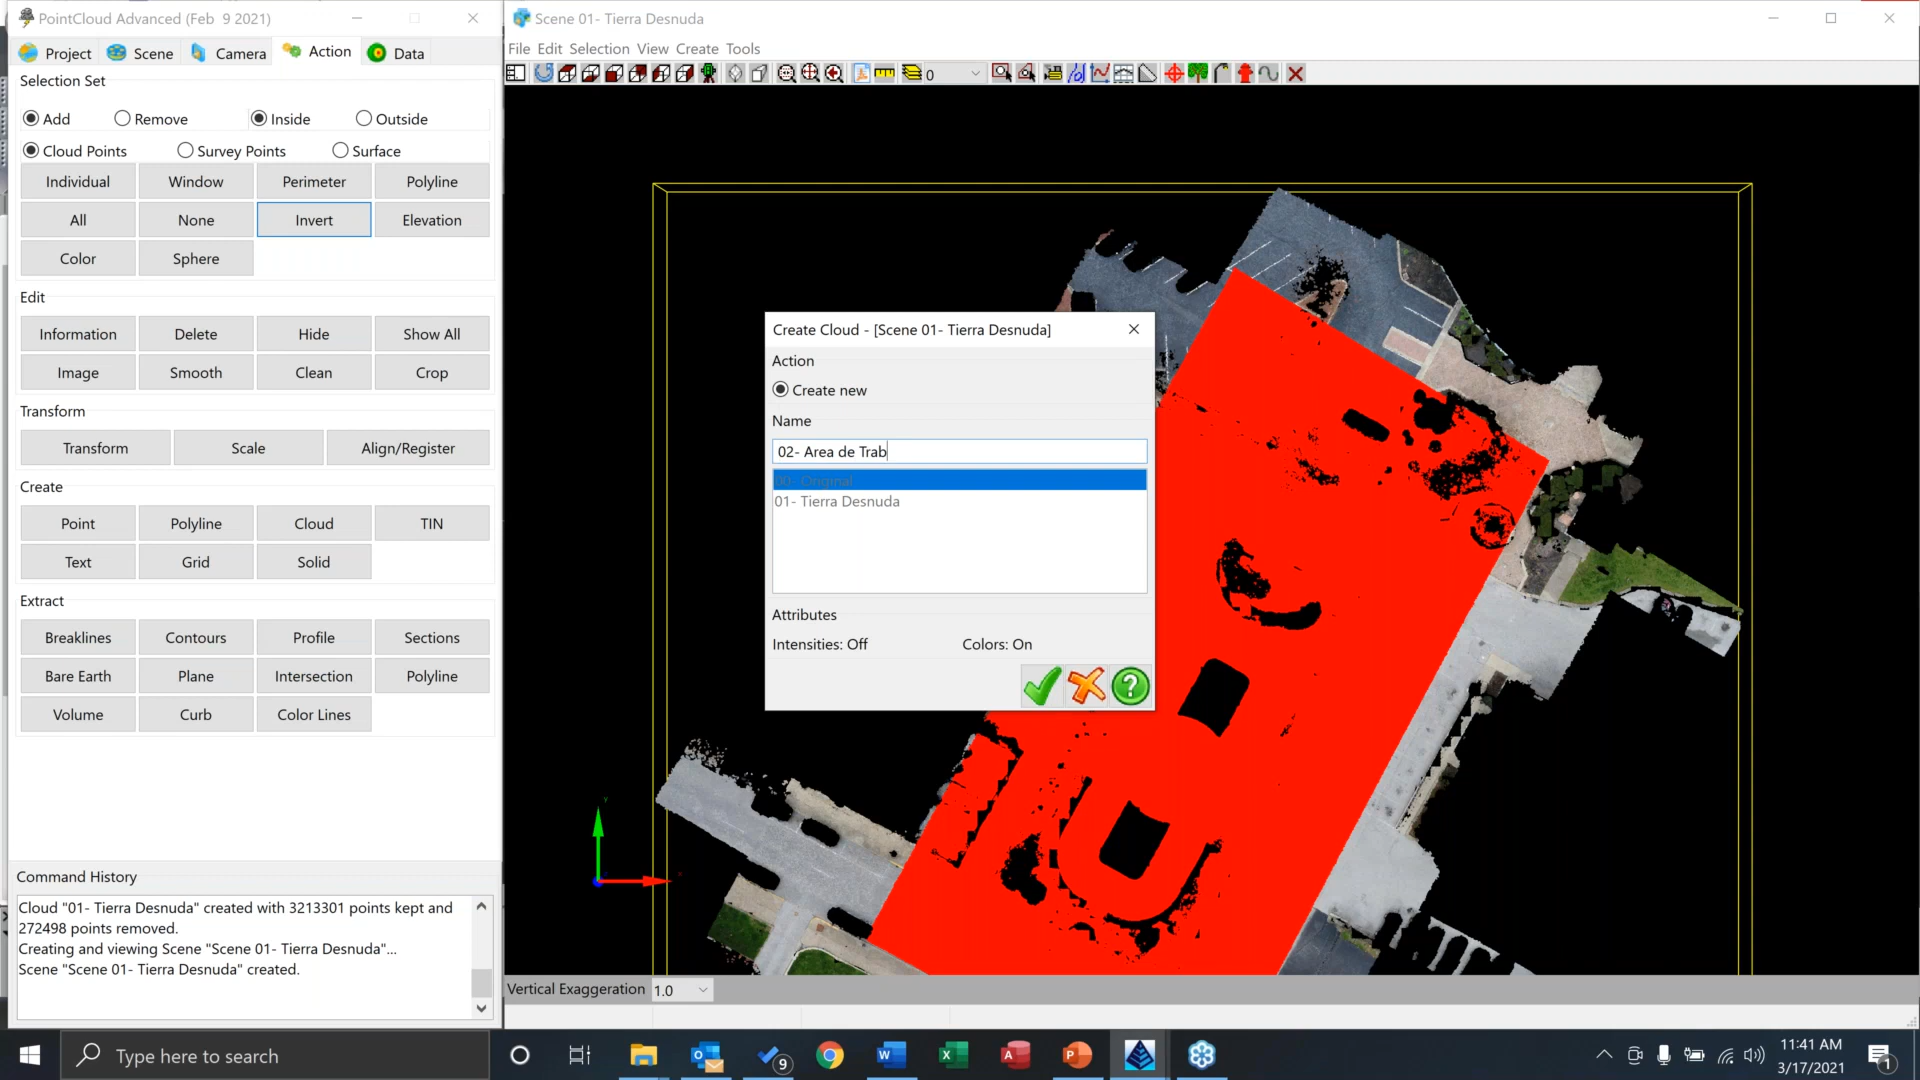 PointCloud Advanced (Feb 9 2021)
Project Scene Camera Action Data
Selection Set
Add Remove Inside Outside
Cloud Points Survey Points Surface
Individual Window Perimeter Polyline
All None Invert Elevation
Color Sphere
Edit
Information Delete Hide Show All
Image Smooth Clean Crop
Transform
Transform Scale Align/Register
Create
Point Polyline Cloud TIN
Text Grid Solid
Extract
Breaklines Contours Profile Sections
Bare Earth Plane Intersection Polyline
Volume Curb Color Lines
Command History
Cloud "01- Tierra Desnuda" created with 3213301 points kept and
272498 points removed.
Creating and viewing Scene "Scene 01- Tierra Desnuda"...
Scene "Scene 01- Tierra Desnuda" created.
Scene 01- Tierra Desnuda
File Edit Selection View Create Tools
0
Create Cloud - [Scene 01- Tierra Desnuda]
Action
Create new
Name
02- Area de Trab
00- Original
01- Tierra Desnuda
Attributes
Intensities: Off Colors: On
Vertical Exaggeration 1.0
Type here to search
9
11:41 AM
3/17/2021
1